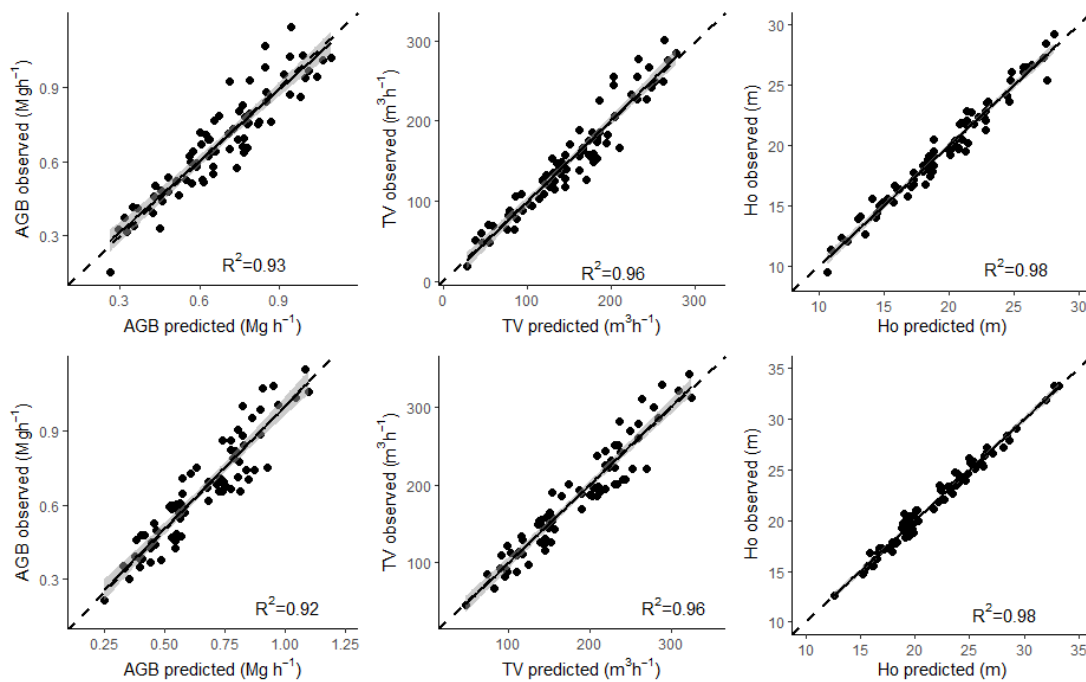 AGB observed (Mgh⁻¹)
0.9
0.6
0.3
R²=0.93
0.3 0.6 0.9
AGB predicted (Mg h⁻¹)
TV observed (m³h⁻¹)
300
200
100
0
R²=0.96
0 100 200 300
TV predicted (m³h⁻¹)
Ho observed (m)
30
25
20
15
10
R²=0.98
10 15 20 25 30
Ho predicted (m)
AGB observed (Mgh⁻¹)
0.9
0.6
0.3
R²=0.92
0.25 0.50 0.75 1.00 1.25
AGB predicted (Mg h⁻¹)
TV observed (m³h⁻¹)
300
200
100
R²=0.96
100 200 300
TV predicted (m³h⁻¹)
Ho observed (m)
35
30
25
20
15
10
R²=0.98
10 15 20 25 30 35
Ho predicted (m)